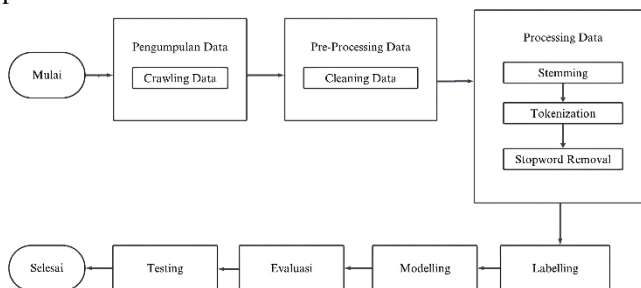 Mulai
Pengumpulan Data
Crawling Data
Pre-Processing Data
Cleaning Data
Processing Data
Stemming
Tokenization
Stopword Removal
Labelling
Modelling
Evaluasi
Testing
Selesai